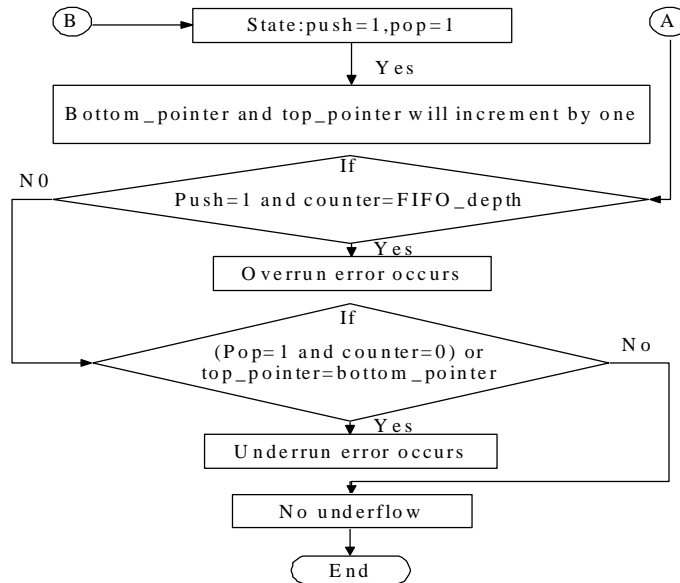 B
State:push=1,pop=1
A
Yes
Bottom_pointer and top_pointer will increment by one
If
N0
Push=1 and counter=FIFO_depth
Yes
Overrun error occurs
If
No
(Pop=1 and counter=0) or
top_pointer=bottom_pointer
Yes
Underrun error occurs
No underflow
End